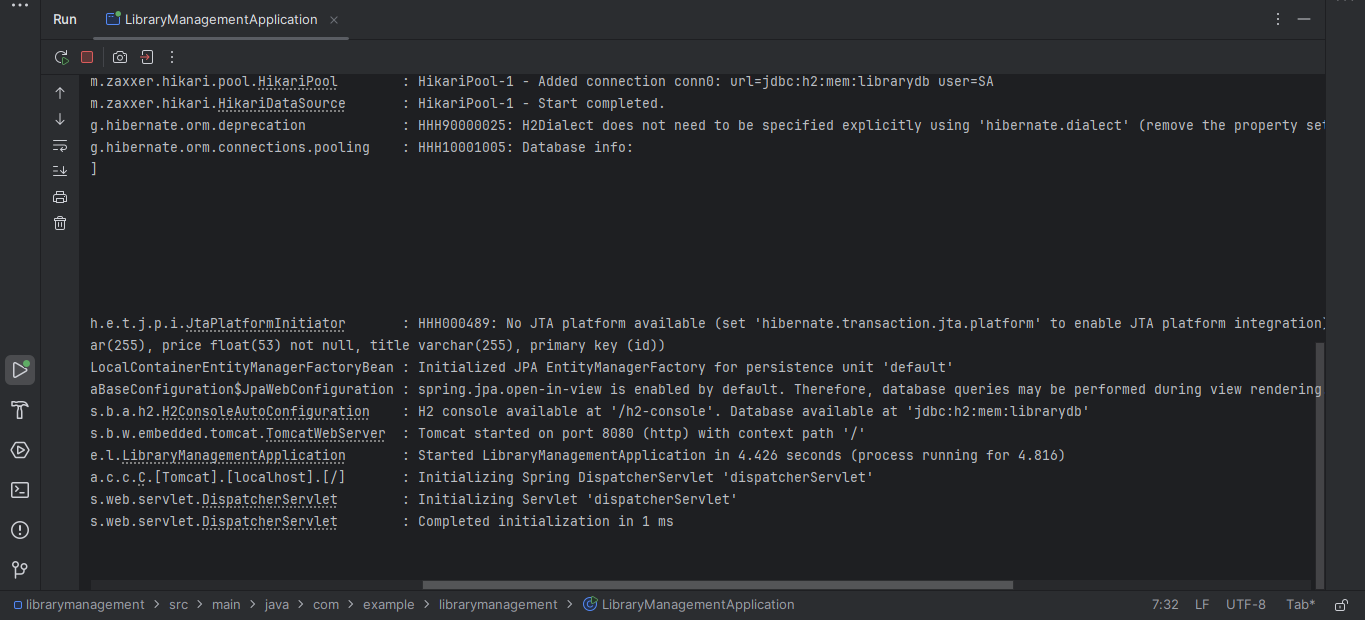 Run
LibraryManagementApplication
m.zaxxer.hikari.pool.HikariPool : HikariPool-1 - Added connection conn0: url=jdbc:h2:mem:librarydb user=SA
m.zaxxer.hikari.HikariDataSource : HikariPool-1 - Start completed.
g.hibernate.orm.deprecation : HHH90000025: H2Dialect does not need to be specified explicitly using 'hibernate.dialect' (remove the property set
g.hibernate.orm.connections.pooling : HHH10001005: Database info:
]
h.e.t.j.p.i.JtaPlatformInitiator : HHH000489: No JTA platform available (set 'hibernate.transaction.jta.platform' to enable JTA platform integration)
ar(255), price float(53) not null, title varchar(255), primary key (id))
LocalContainerEntityManagerFactoryBean : Initialized JPA EntityManagerFactory for persistence unit 'default'
aBaseConfiguration$JpaWebConfiguration : spring.jpa.open-in-view is enabled by default. Therefore, database queries may be performed during view rendering
s.b.a.h2.H2ConsoleAutoConfiguration : H2 console available at '/h2-console'. Database available at 'jdbc:h2:mem:librarydb'
s.b.w.embedded.tomcat.TomcatWebServer : Tomcat started on port 8080 (http) with context path '/'
e.l.LibraryManagementApplication : Started LibraryManagementApplication in 4.426 seconds (process running for 4.816)
a.c.c.C.[Tomcat].[localhost].[/] : Initializing Spring DispatcherServlet 'dispatcherServlet'
s.web.servlet.DispatcherServlet : Initializing Servlet 'dispatcherServlet'
s.web.servlet.DispatcherServlet : Completed initialization in 1 ms
librarymanagement > src > main > java > com > example > librarymanagement > LibraryManagementApplication
7:32 LF UTF-8 Tab*